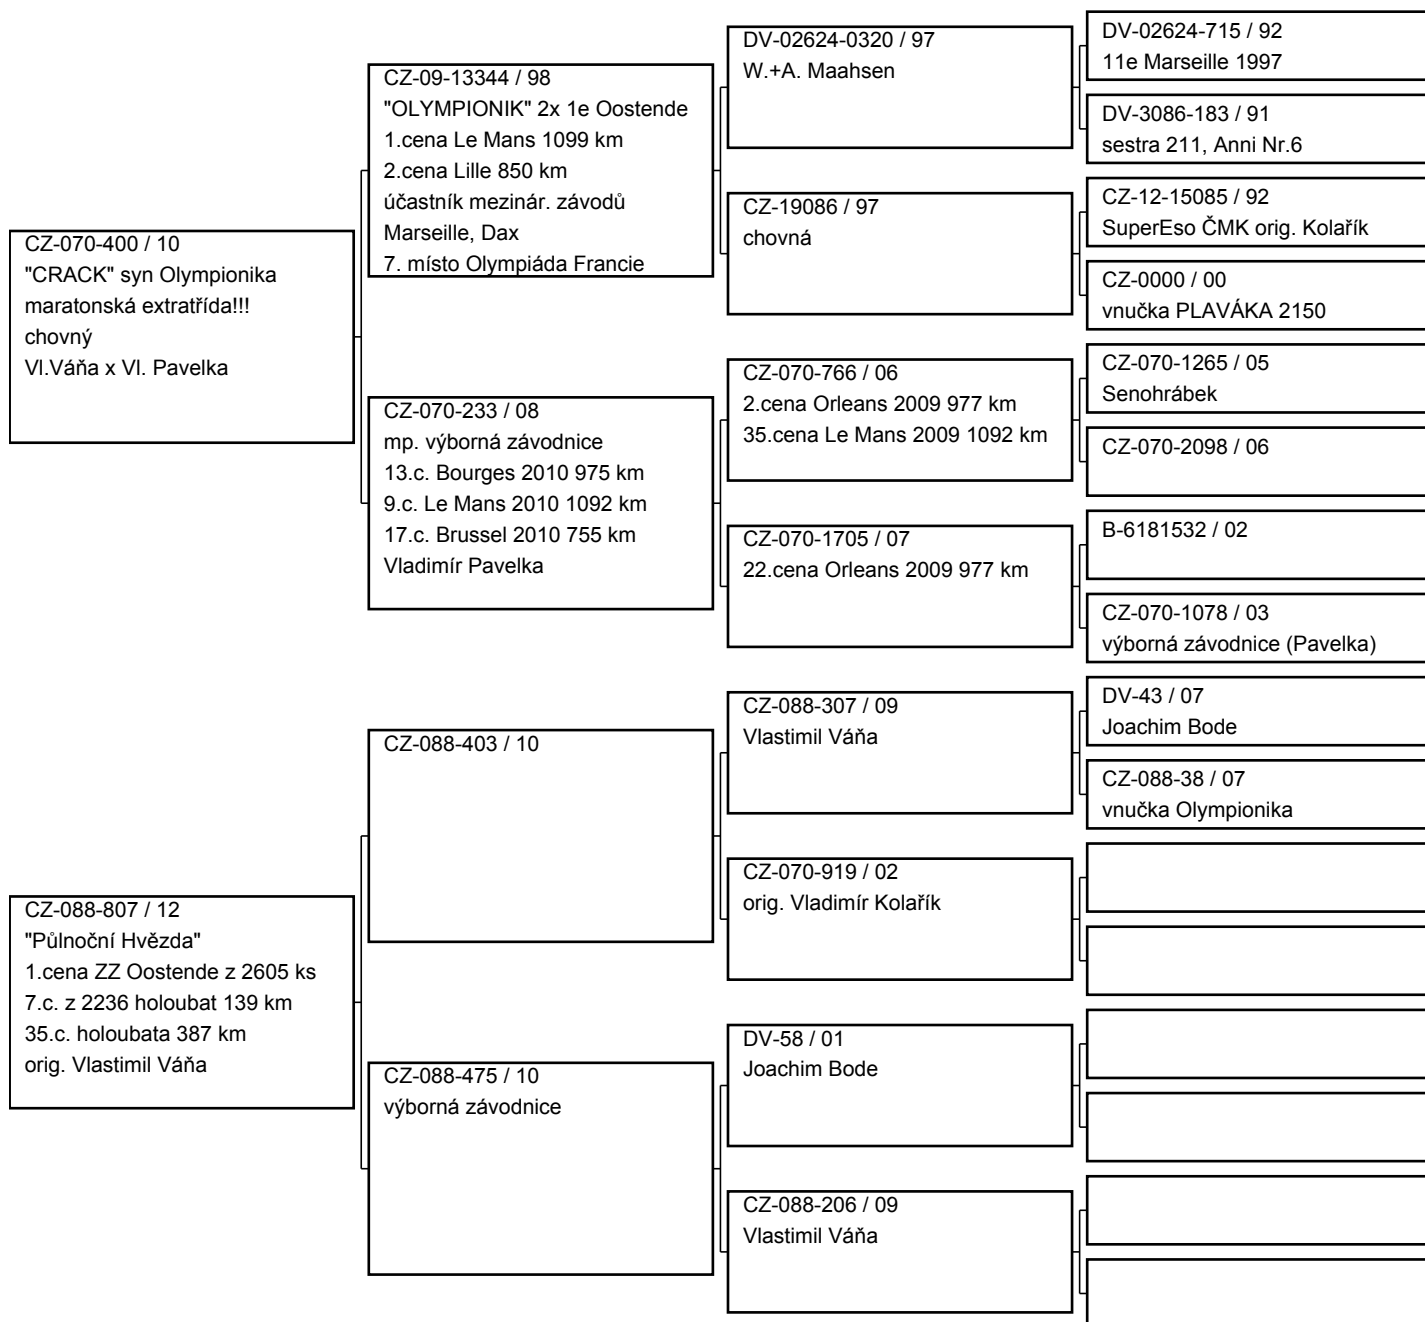 CZ-070-400 / 10
"CRACK" syn Olympionika
maratonská extratřída!!!
chovný
Vl.Váňa x Vl. Pavelka
CZ-088-807 / 12
"Půlnoční Hvězda"
1.cena ZZ Oostende z 2605 ks
7.c. z 2236 holoubat 139 km
35.c. holoubata 387 km
orig. Vlastimil Váňa
CZ-09-13344 / 98
"OLYMPIONIK" 2x 1e Oostende
1.cena Le Mans 1099 km
2.cena Lille 850 km
účastník mezinár. závodů
Marseille, Dax
7. místo Olympiáda Francie
CZ-070-233 / 08
mp. výborná závodnice
13.c. Bourges 2010 975 km
9.c. Le Mans 2010 1092 km
17.c. Brussel 2010 755 km
Vladimír Pavelka
CZ-088-403 / 10
CZ-088-475 / 10
výborná závodnice
DV-02624-0320 / 97
W.+A. Maahsen
CZ-19086 / 97
chovná
CZ-070-766 / 06
2.cena Orleans 2009 977 km
35.cena Le Mans 2009 1092 km
CZ-070-1705 / 07
22.cena Orleans 2009 977 km
CZ-088-307 / 09
Vlastimil Váňa
CZ-070-919 / 02
orig. Vladimír Kolařík
DV-58 / 01
Joachim Bode
CZ-088-206 / 09
Vlastimil Váňa
DV-02624-715 / 92
11e Marseille 1997
DV-3086-183 / 91
sestra 211, Anni Nr.6
CZ-12-15085 / 92
SuperEso ČMK orig. Kolařík
CZ-0000 / 00
vnučka PLAVÁKA 2150
CZ-070-1265 / 05
Senohrábek
CZ-070-2098 / 06
B-6181532 / 02
CZ-070-1078 / 03
výborná závodnice (Pavelka)
DV-43 / 07
Joachim Bode
CZ-088-38 / 07
vnučka Olympionika